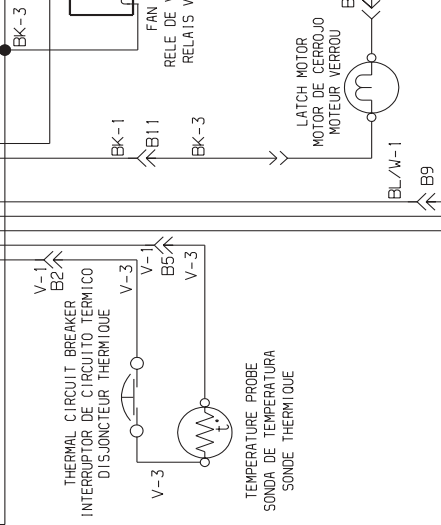 BK-3
FAN
RELE DE
RELAIS
LATCH MOTOR
MOTOR DE CERROJO
MOTEUR VERROU
BK-1
B11
BK-3
BL/W-1
B9
V-1
B2
V-3
V-1
B5
V-3
THERMAL CIRCUIT BREAKER
INTERRUPTOR DE CIRCUITO TERMICO
DISJONCTEUR THERMIQUE
t°
V-3
TEMPERATURE PROBE
SONDA DE TEMPERATURA
SONDE THERMIQUE